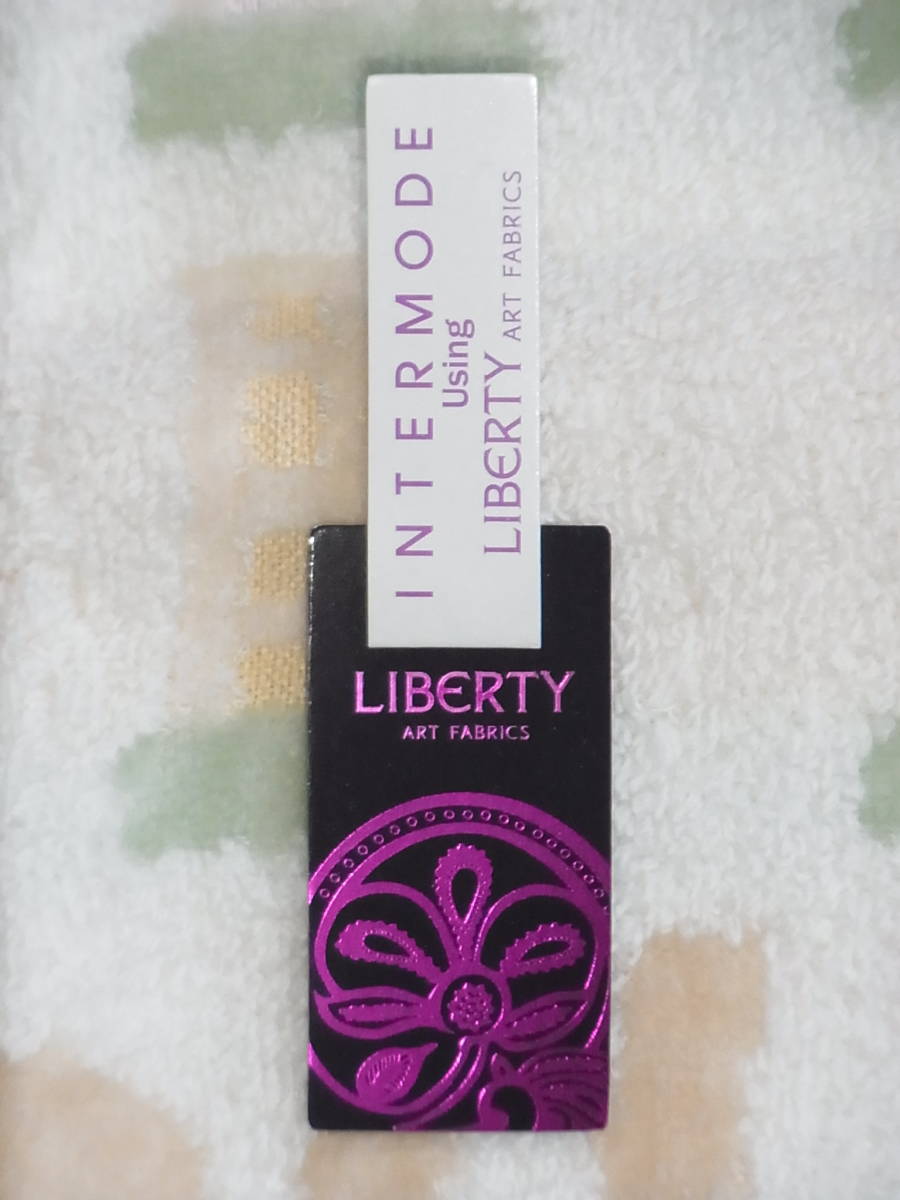 INTERMODE
Using
LIBERTY ART FABRICS
LIBERTY
ART FABRICS